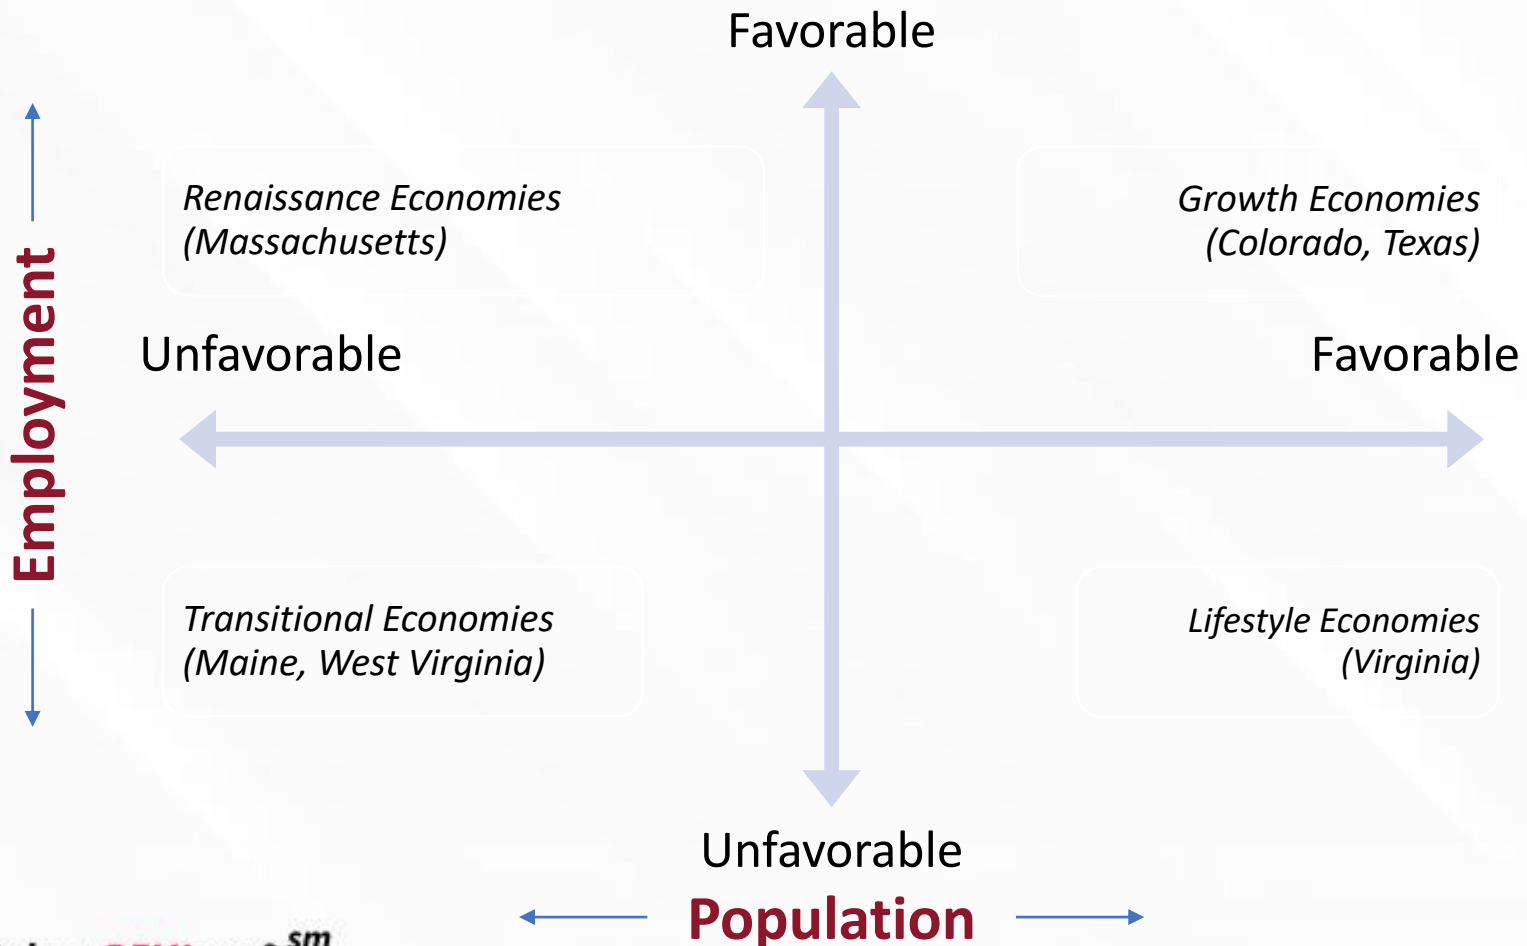 Favorable
Renaissance Economies
(Massachusetts)
Growth Economies
(Colorado, Texas)
Employment
Unfavorable
Favorable
Transitional Economies
(Maine, West Virginia)
Lifestyle Economies
(Virginia)
Unfavorable
Population
sm